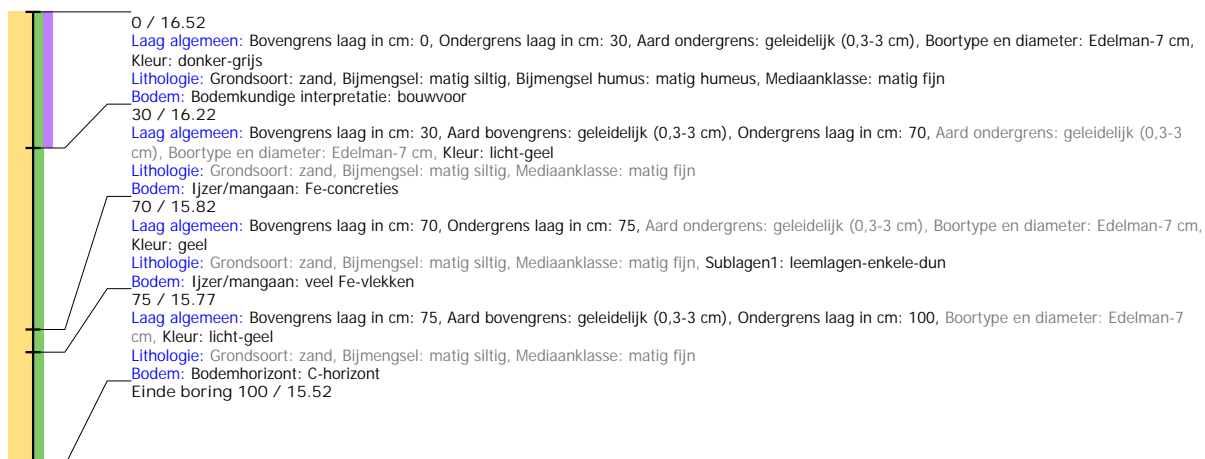 0 / 16.52
Laag algemeen: Bovengrens laag in cm: 0, Ondergrens laag in cm: 30, Aard ondergrens: geleidelijk (0,3-3 cm), Boortype en diameter: Edelman-7 cm,
Kleur: donker-grijs
Lithologie: Grondsoort: zand, Bijmengsel: matig siltig, Bijmengsel humus: matig humeus, Mediaanklasse: matig fijn
Bodem: Bodemkundige interpretatie: bouwvoor
30 / 16.22
Laag algemeen: Bovengrens laag in cm: 30, Aard bovengrens: geleidelijk (0,3-3 cm), Ondergrens laag in cm: 70, Aard ondergrens: geleidelijk (0,3-3
cm), Boortype en diameter: Edelman-7 cm, Kleur: licht-geel
Lithologie: Grondsoort: zand, Bijmengsel: matig siltig, Mediaanklasse: matig fijn
Bodem: Ijzer/mangaan: Fe-concreties
70 / 15.82
Laag algemeen: Bovengrens laag in cm: 70, Ondergrens laag in cm: 75, Aard ondergrens: geleidelijk (0,3-3 cm), Boortype en diameter: Edelman-7 cm,
Kleur: geel
Lithologie: Grondsoort: zand, Bijmengsel: matig siltig, Mediaanklasse: matig fijn, Sublagen1: leemlagen-enkele-dun
Bodem: Ijzer/mangaan: veel Fe-vlekken
75 / 15.77
Laag algemeen: Bovengrens laag in cm: 75, Aard bovengrens: geleidelijk (0,3-3 cm), Ondergrens laag in cm: 100, Boortype en diameter: Edelman-7
cm, Kleur: licht-geel
Lithologie: Grondsoort: zand, Bijmengsel: matig siltig, Mediaanklasse: matig fijn
Bodem: Bodemhorizont: C-horizont
Einde boring 100 / 15.52